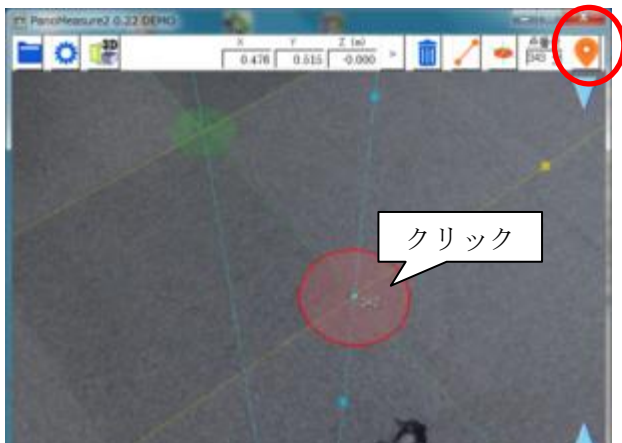 PanoMeasure2 0.22 DEMO
3D
X Y Z (m)
0.476 0.515 -0.000 »
クリック